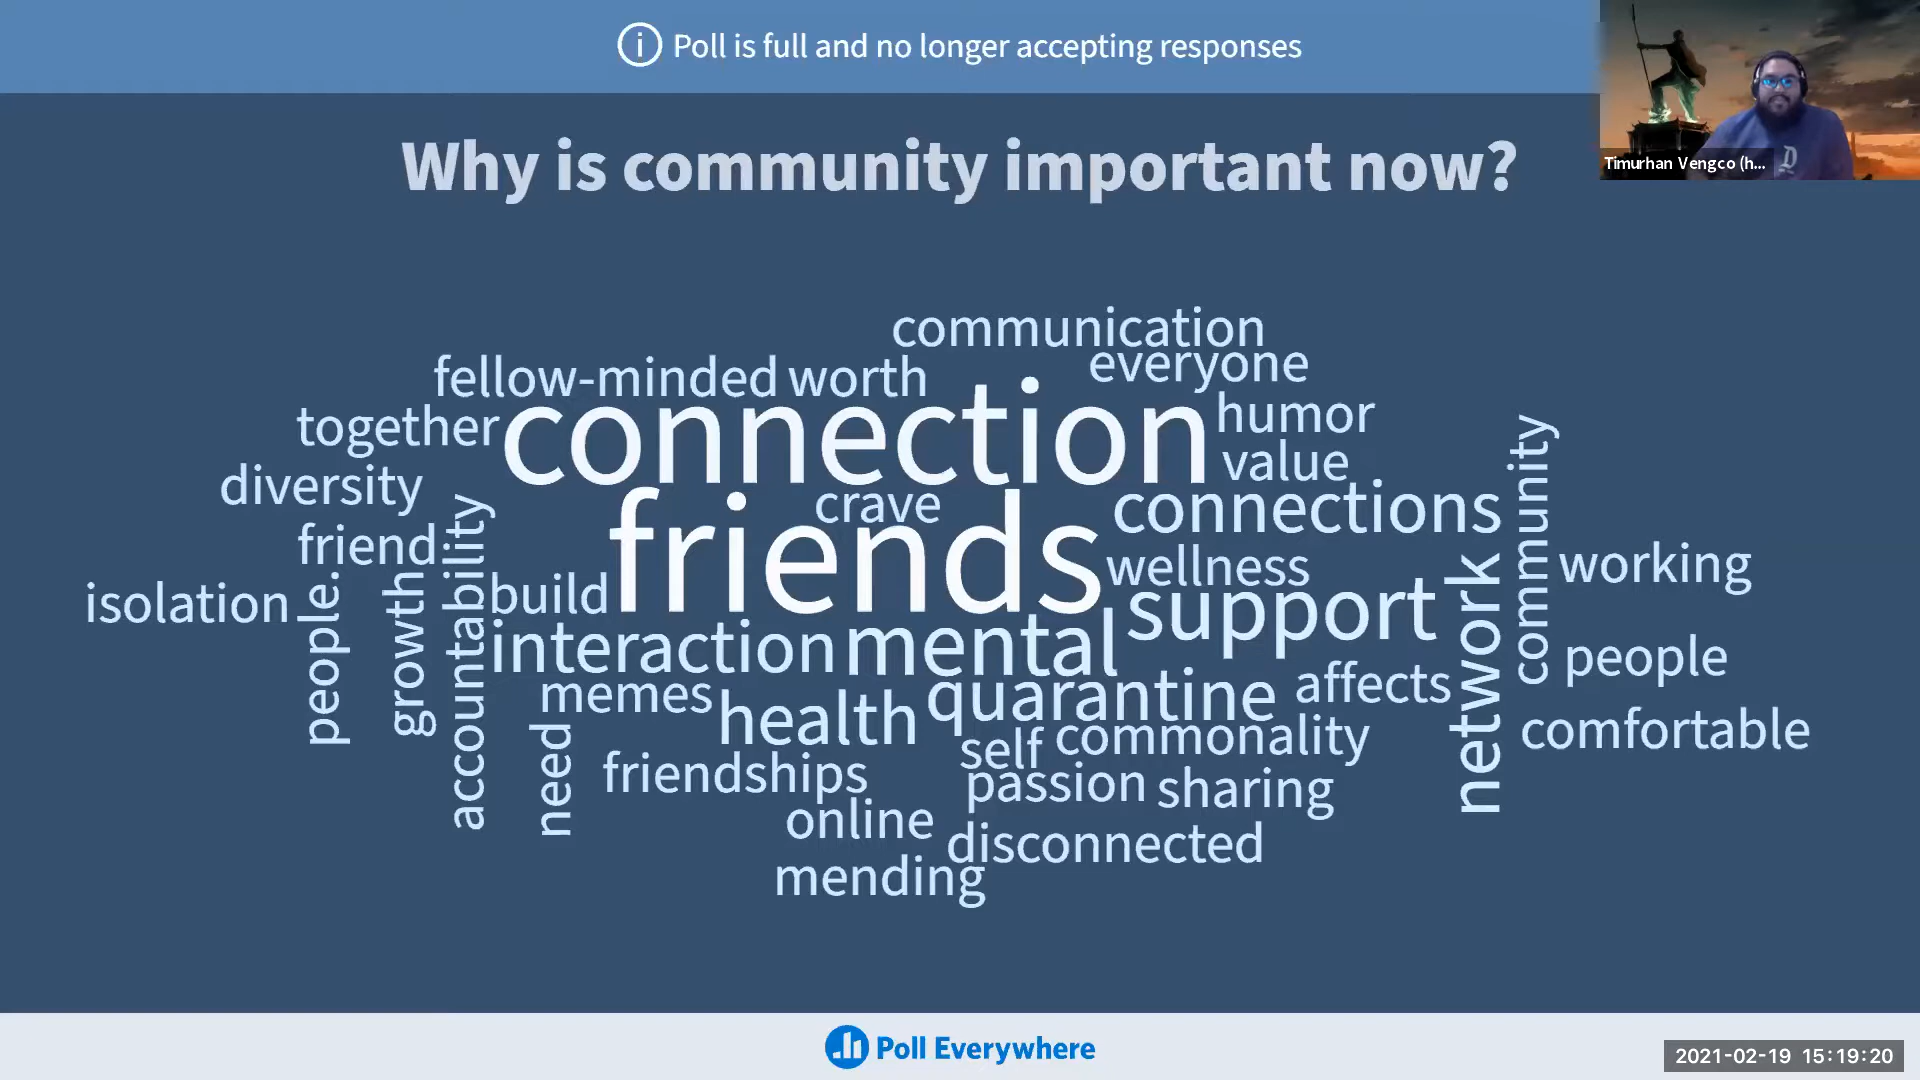 Poll is full and no longer accepting responses
Timurhan Vengco (h...
Why is community important now?
communication
everyone
fellow-minded
worth
connection
humor
together
value
diversity
crave
connections
community
friends
friend
accountability
wellness
working
isolation
people.
growth
build
support
network
interaction
mental
people
memes
health
quarantine
affects
comfortable
need
self
commonality
friendships
passion
sharing
online
disconnected
mending
Poll Everywhere
2021-02-19 15:19:20